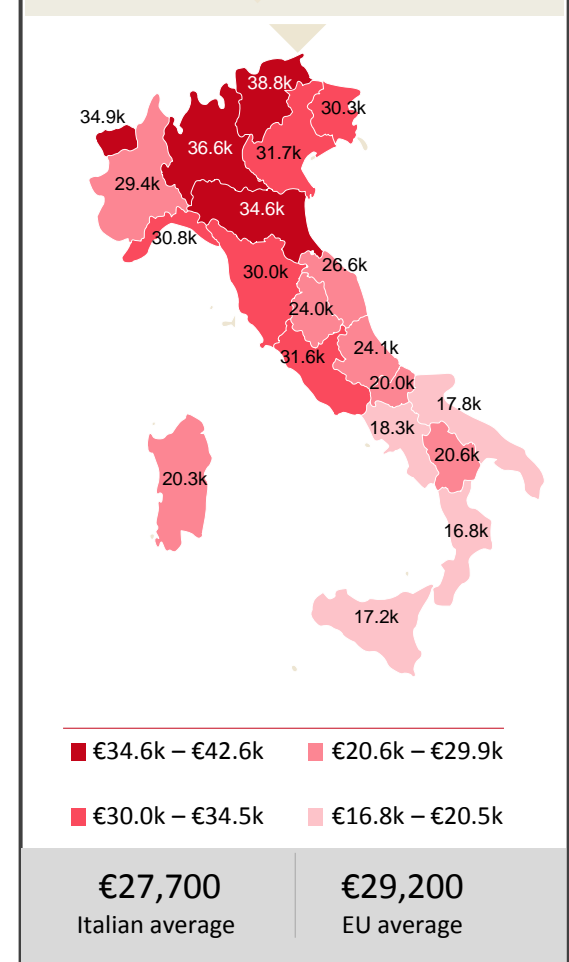 38.8k
30.3k
34.9k
36.6k
31.7k
29.4k
34.6k
30.8k
26.6k
30.0k
24.0k
24.1k
31.6k
20.0k
17.8k
18.3k
20.6k
20.3k
16.8k
17.2k
€34.6k – €42.6k
€20.6k – €29.9k
€30.0k – €34.5k
€16.8k – €20.5k
€27,700
Italian average
€29,200
EU average